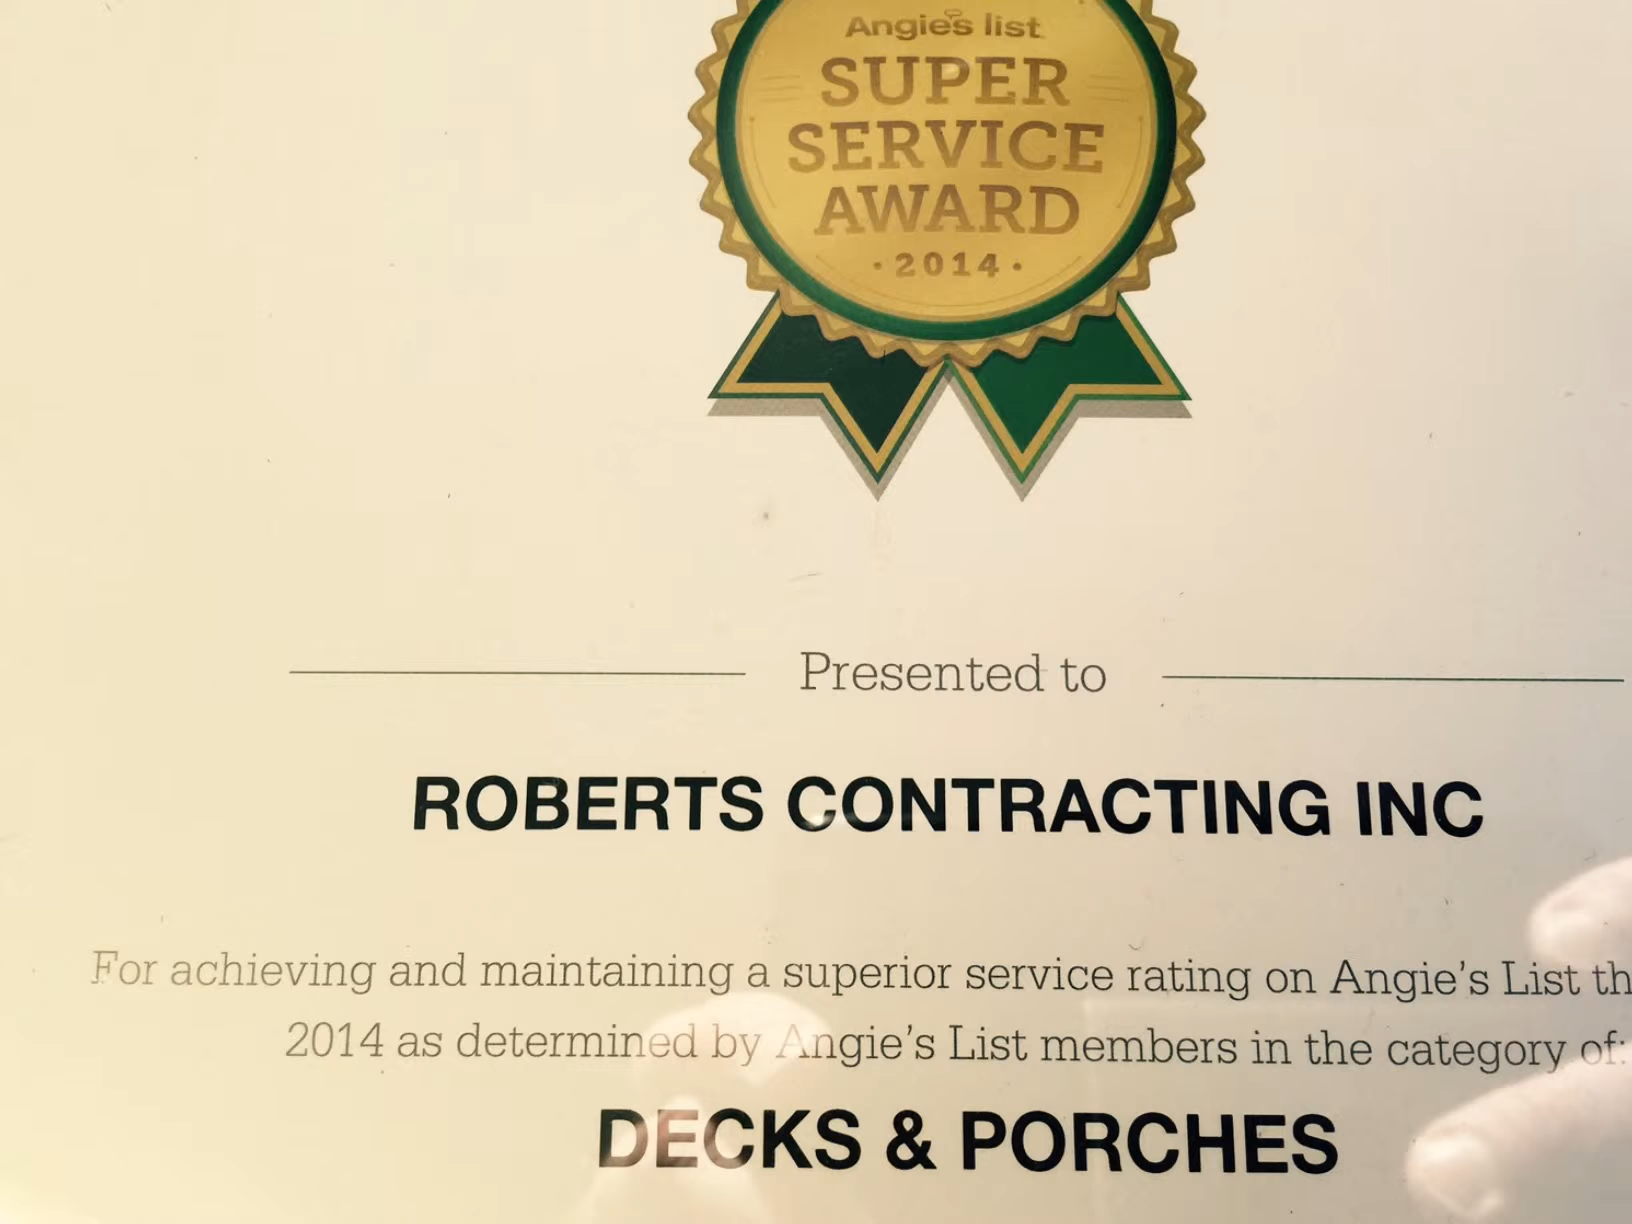 Angie's list
SUPER
SERVICE
AWARD
·2014·
Presented to
ROBERTS CONTRACTING INC
For achieving and maintaining a superior service rating on Angie's List th
2014 as determined by Angie's List members in the category of:
DECKS & PORCHES